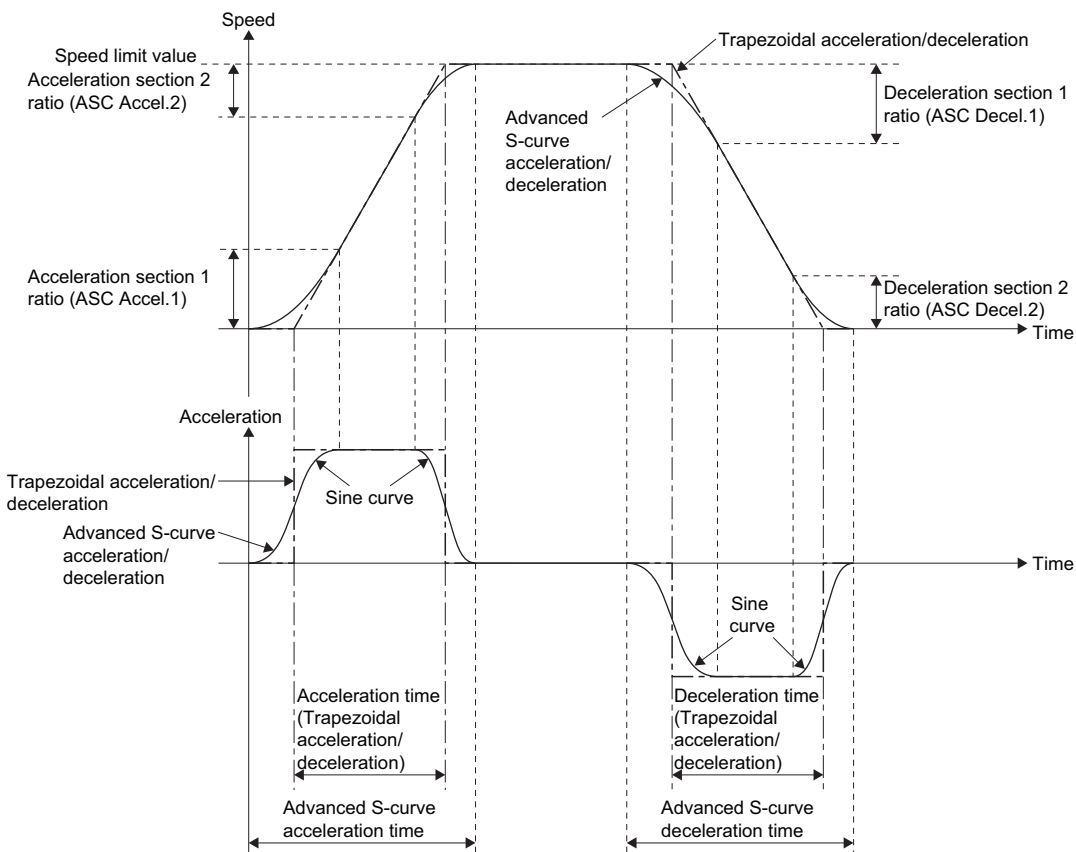 Speed
Speed limit value
Acceleration section 2
ratio (ASC Accel.2)
Trapezoidal acceleration/deceleration
Deceleration section 1
ratio (ASC Decel.1)
Advanced
S-curve
acceleration/
deceleration
Acceleration section 1
ratio (ASC Accel.1)
Deceleration section 2
ratio (ASC Decel.2)
Time
Acceleration
Trapezoidal acceleration/
deceleration
Sine curve
Advanced S-curve
acceleration/
deceleration
Time
Sine
curve
Acceleration time
(Trapezoidal
acceleration/
deceleration)
Deceleration time
(Trapezoidal
acceleration/
deceleration)
Advanced S-curve
acceleration time
Advanced S-curve
deceleration time